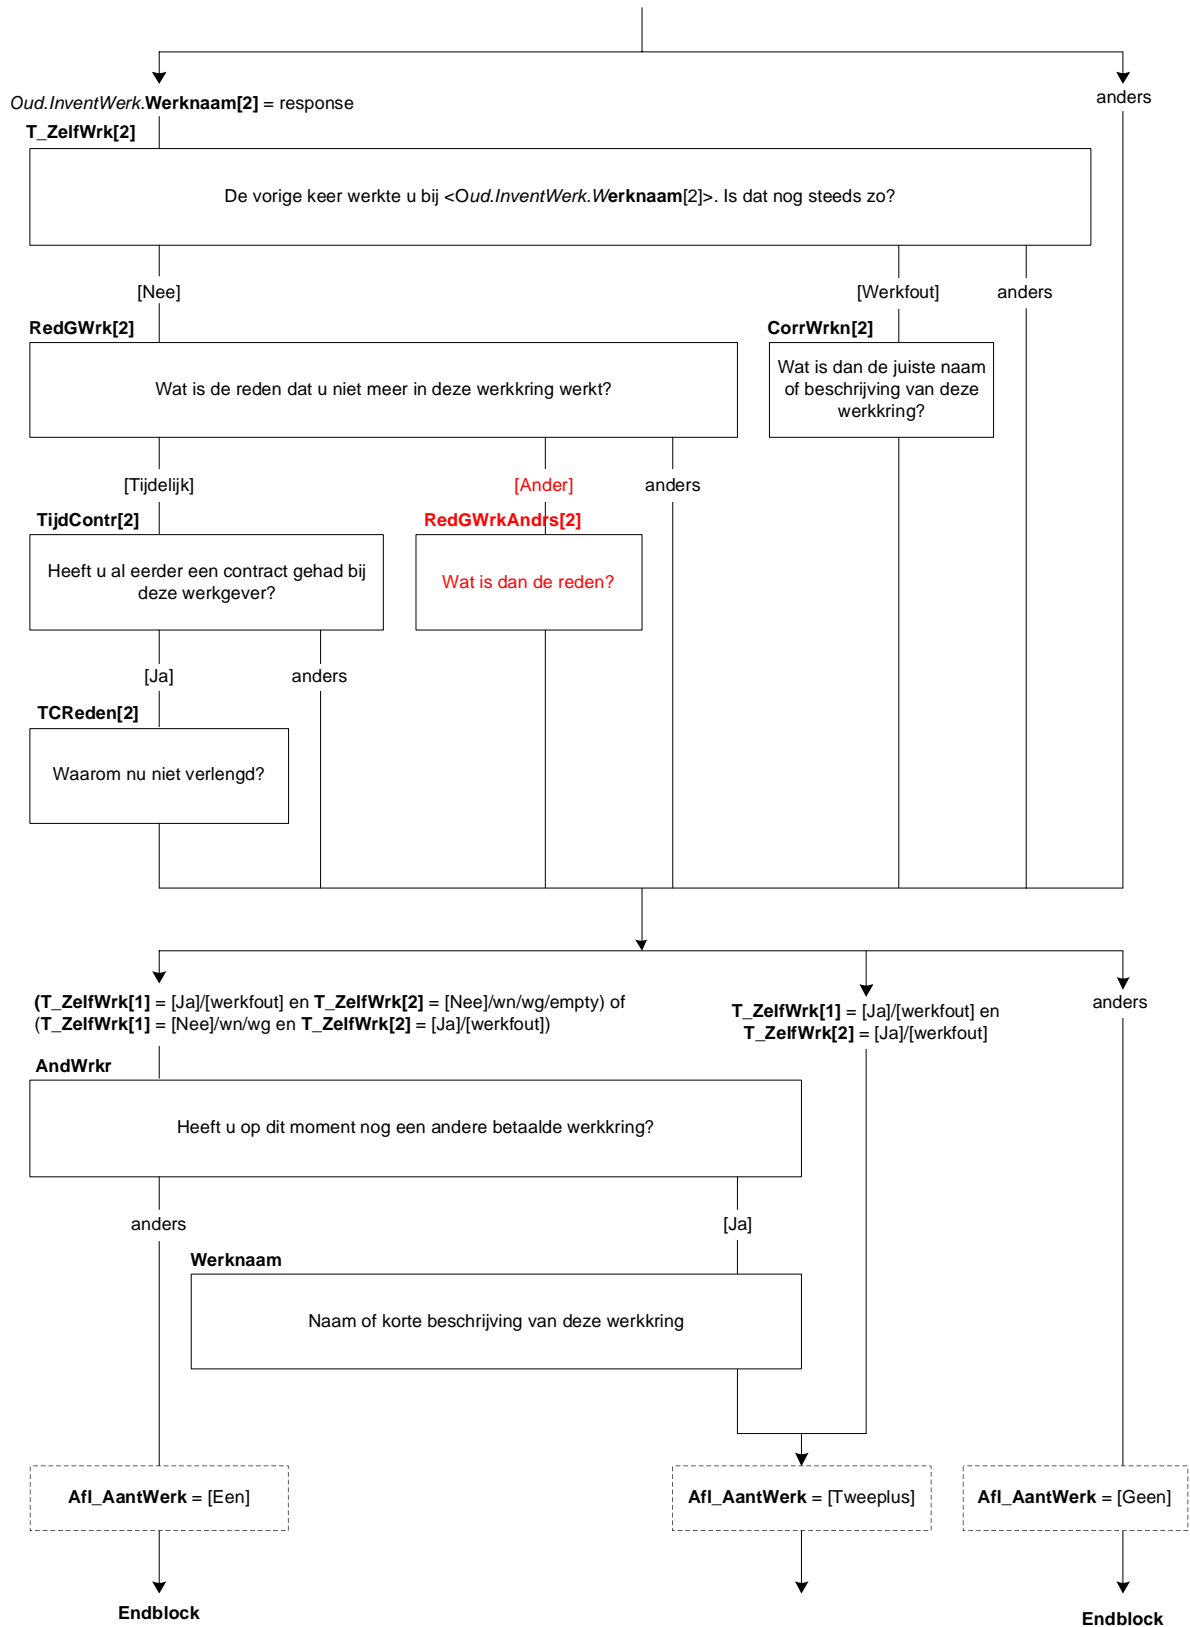 Oud.InventWerk.Werknaam[2] = response
anders
T_ZelfWrk[2]
De vorige keer werkte u bij <Oud.InventWerk.Werknaam[2]>. Is dat nog steeds zo?
[Nee]
[Werkfout]
anders
RedGWrk[2]
CorrWrkn[2]
Wat is de reden dat u niet meer in deze werkkring werkt?
Wat is dan de juiste naam
of beschrijving van deze
werkkring?
[Tijdelijk]
[Ander]
anders
TijdContr[2]
RedGWrkAndrs[2]
Heeft u al eerder een contract gehad bij
deze werkgever?
Wat is dan de reden?
[Ja]
anders
TCReden[2]
Waarom nu niet verlengd?
(T_ZelfWrk[1] = [Ja]/[werkfout] en T_ZelfWrk[2] = [Nee]/wn/wg/empty) of
(T_ZelfWrk[1] = [Nee]/wn/wg en T_ZelfWrk[2] = [Ja]/[werkfout])
T_ZelfWrk[1] = [Ja]/[werkfout] en
T_ZelfWrk[2] = [Ja]/[werkfout]
anders
AndWrkr
Heeft u op dit moment nog een andere betaalde werkkring?
anders
[Ja]
Werknaam
Naam of korte beschrijving van deze werkkring
Afl_AantWerk = [Een]
Afl_AantWerk = [Tweeplus]
Afl_AantWerk = [Geen]
Endblock
Endblock